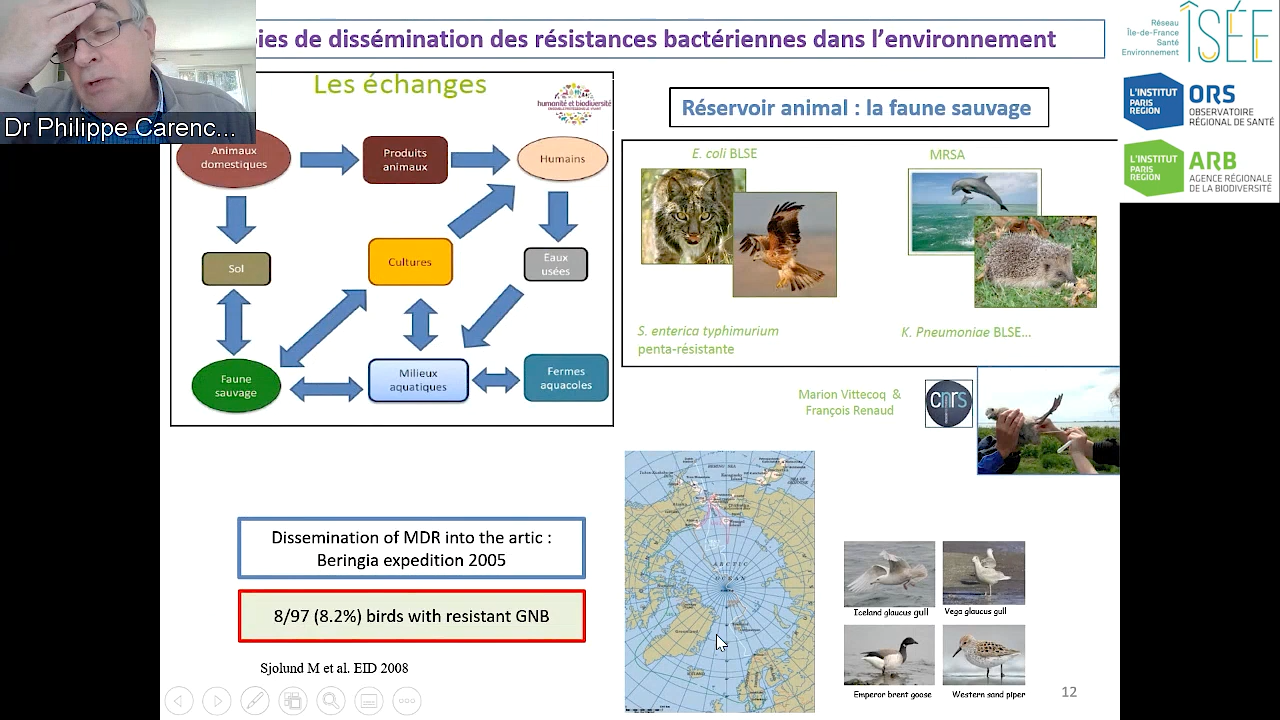 oies de dissémination des résistances bactériennes dans l'environnement
Réseau
Île-de-France
Santé
Environnement
ÎSÉE
L'INSTITUT
PARIS
REGION
ORS
OBSERVATOIRE
RÉGIONAL DE SANTÉ
L'INSTITUT
PARIS
REGION
ARB
AGENCE RÉGIONALE
DE LA BIODIVERSITÉ
Dr Philippe Carenc...
Les échanges
humanité et biodiversité
Animaux
domestiques
Produits
animaux
Humains
Sol
Cultures
Eaux
usées
Faune
sauvage
Milieux
aquatiques
Fermes
aquacoles
Réservoir animal : la faune sauvage
E. coli BLSE
MRSA
S. enterica typhimurium
penta-résistante
K. Pneumoniae BLSE...
Marion Vittecoq &
François Renaud
cnrs
Dissemination of MDR into the artic :
Beringia expedition 2005
8/97 (8.2%) birds with resistant GNB
Sjolund M et al. EID 2008
ARCTIC
OCEAN
Iceland glaucus gull
Vega glaucus gull
Emperor brent goose
Western sand piper
12